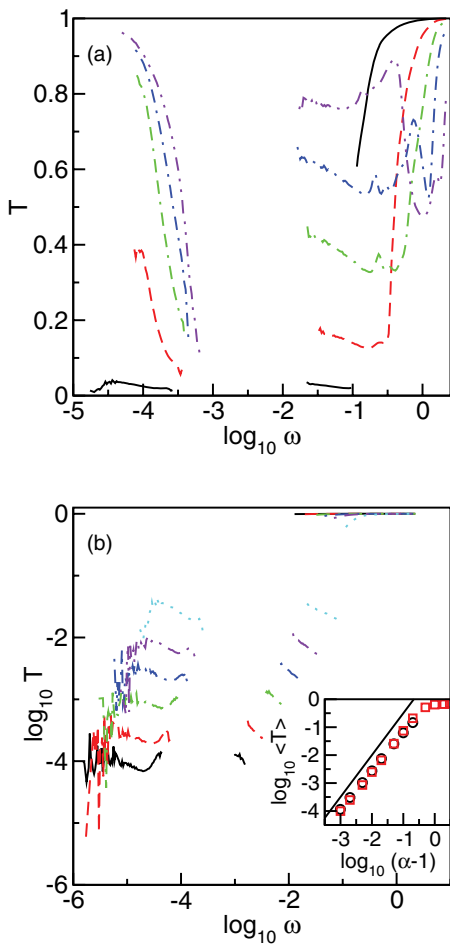 1
(a)
0.8
0.6
T
0.4
0.2
0
-5 -4 -3 -2 -1 0
log10 ω
0
(b)
-2
log10 T
-4
-6
-6 -4 -2 0
log10 ω
0
-1
-2
-3
-4
log10 <T>
-3 -2 -1 0
log10 (α-1)